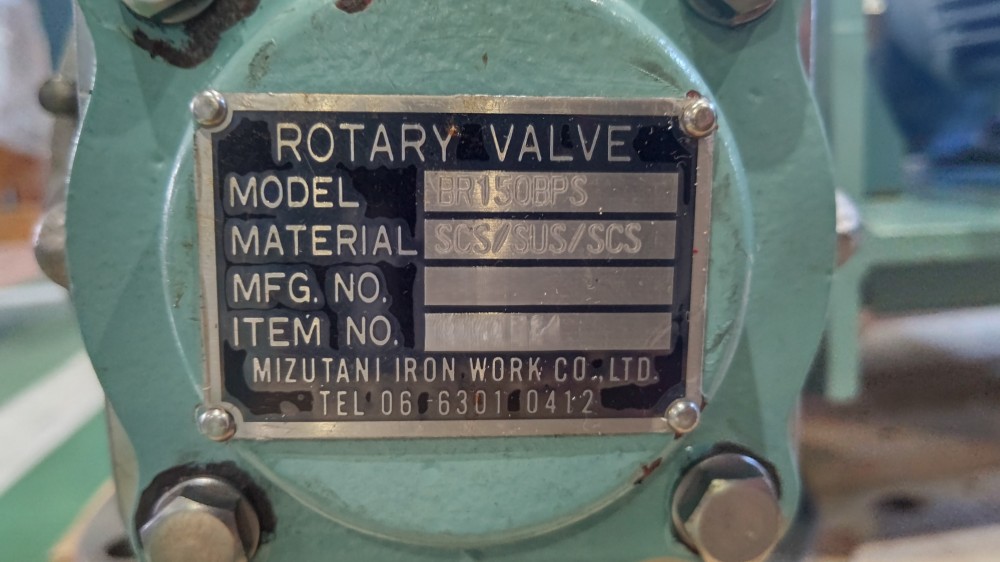 ROTARY VALVE
MODEL BR150BPS
MATERIAL SCS/SUS/SCS
MFG. NO.
ITEM NO.
MIZUTANI IRON WORK CO.,LTD.
TEL 06-6301-0412